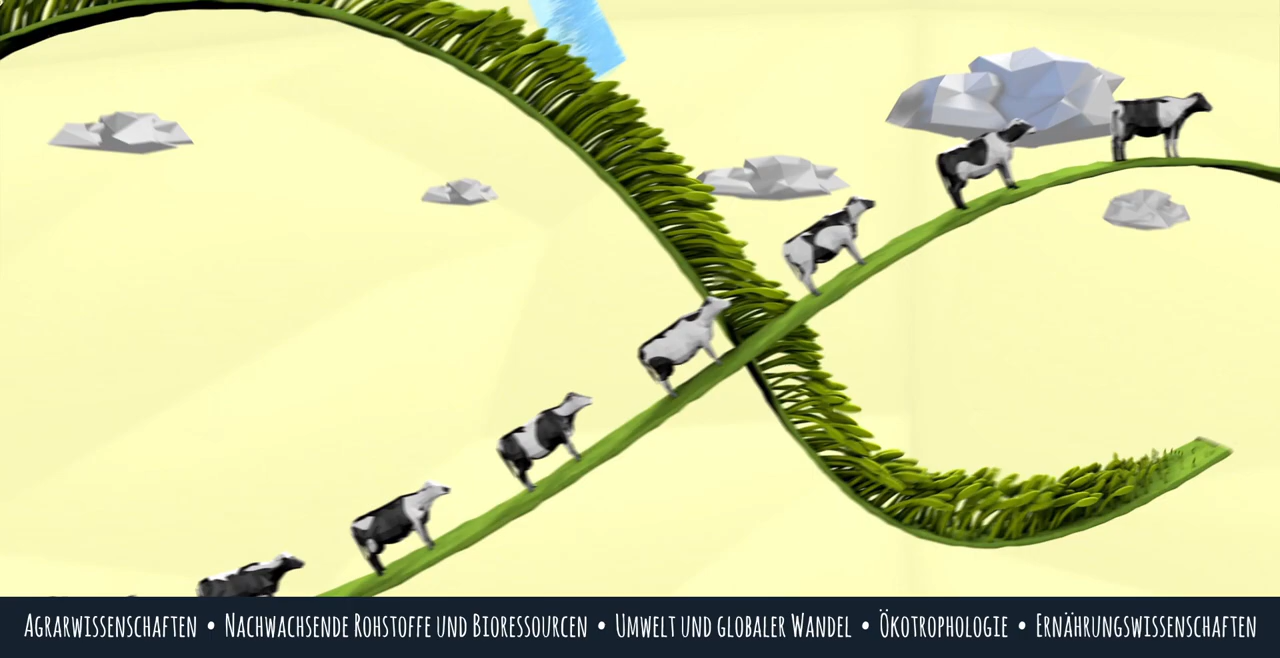 Agrarwissenschaften • Nachwachsende Rohstoffe und Bioressourcen • Umwelt und globaler Wandel • Ökotrophologie • Ernährungswissenschaften